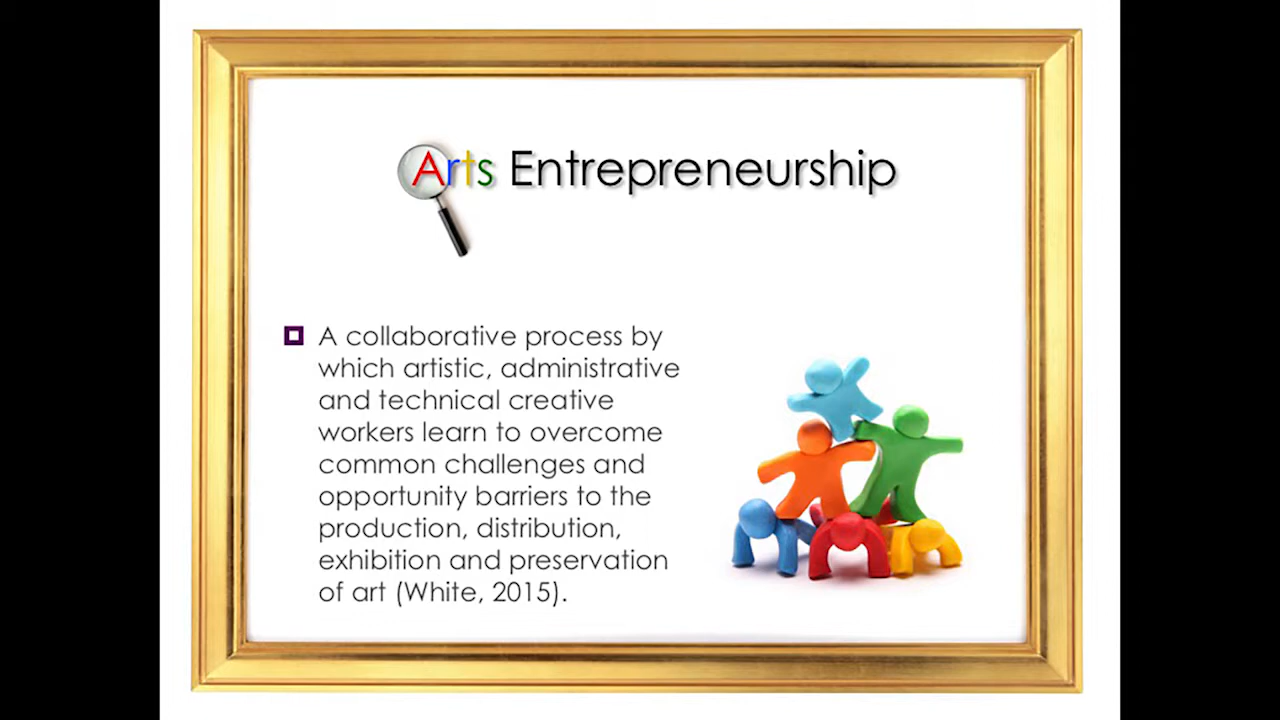 Arts Entrepreneurship
A collaborative process by
which artistic, administrative
and technical creative
workers learn to overcome
common challenges and
opportunity barriers to the
production, distribution,
exhibition and preservation
of art (White, 2015).